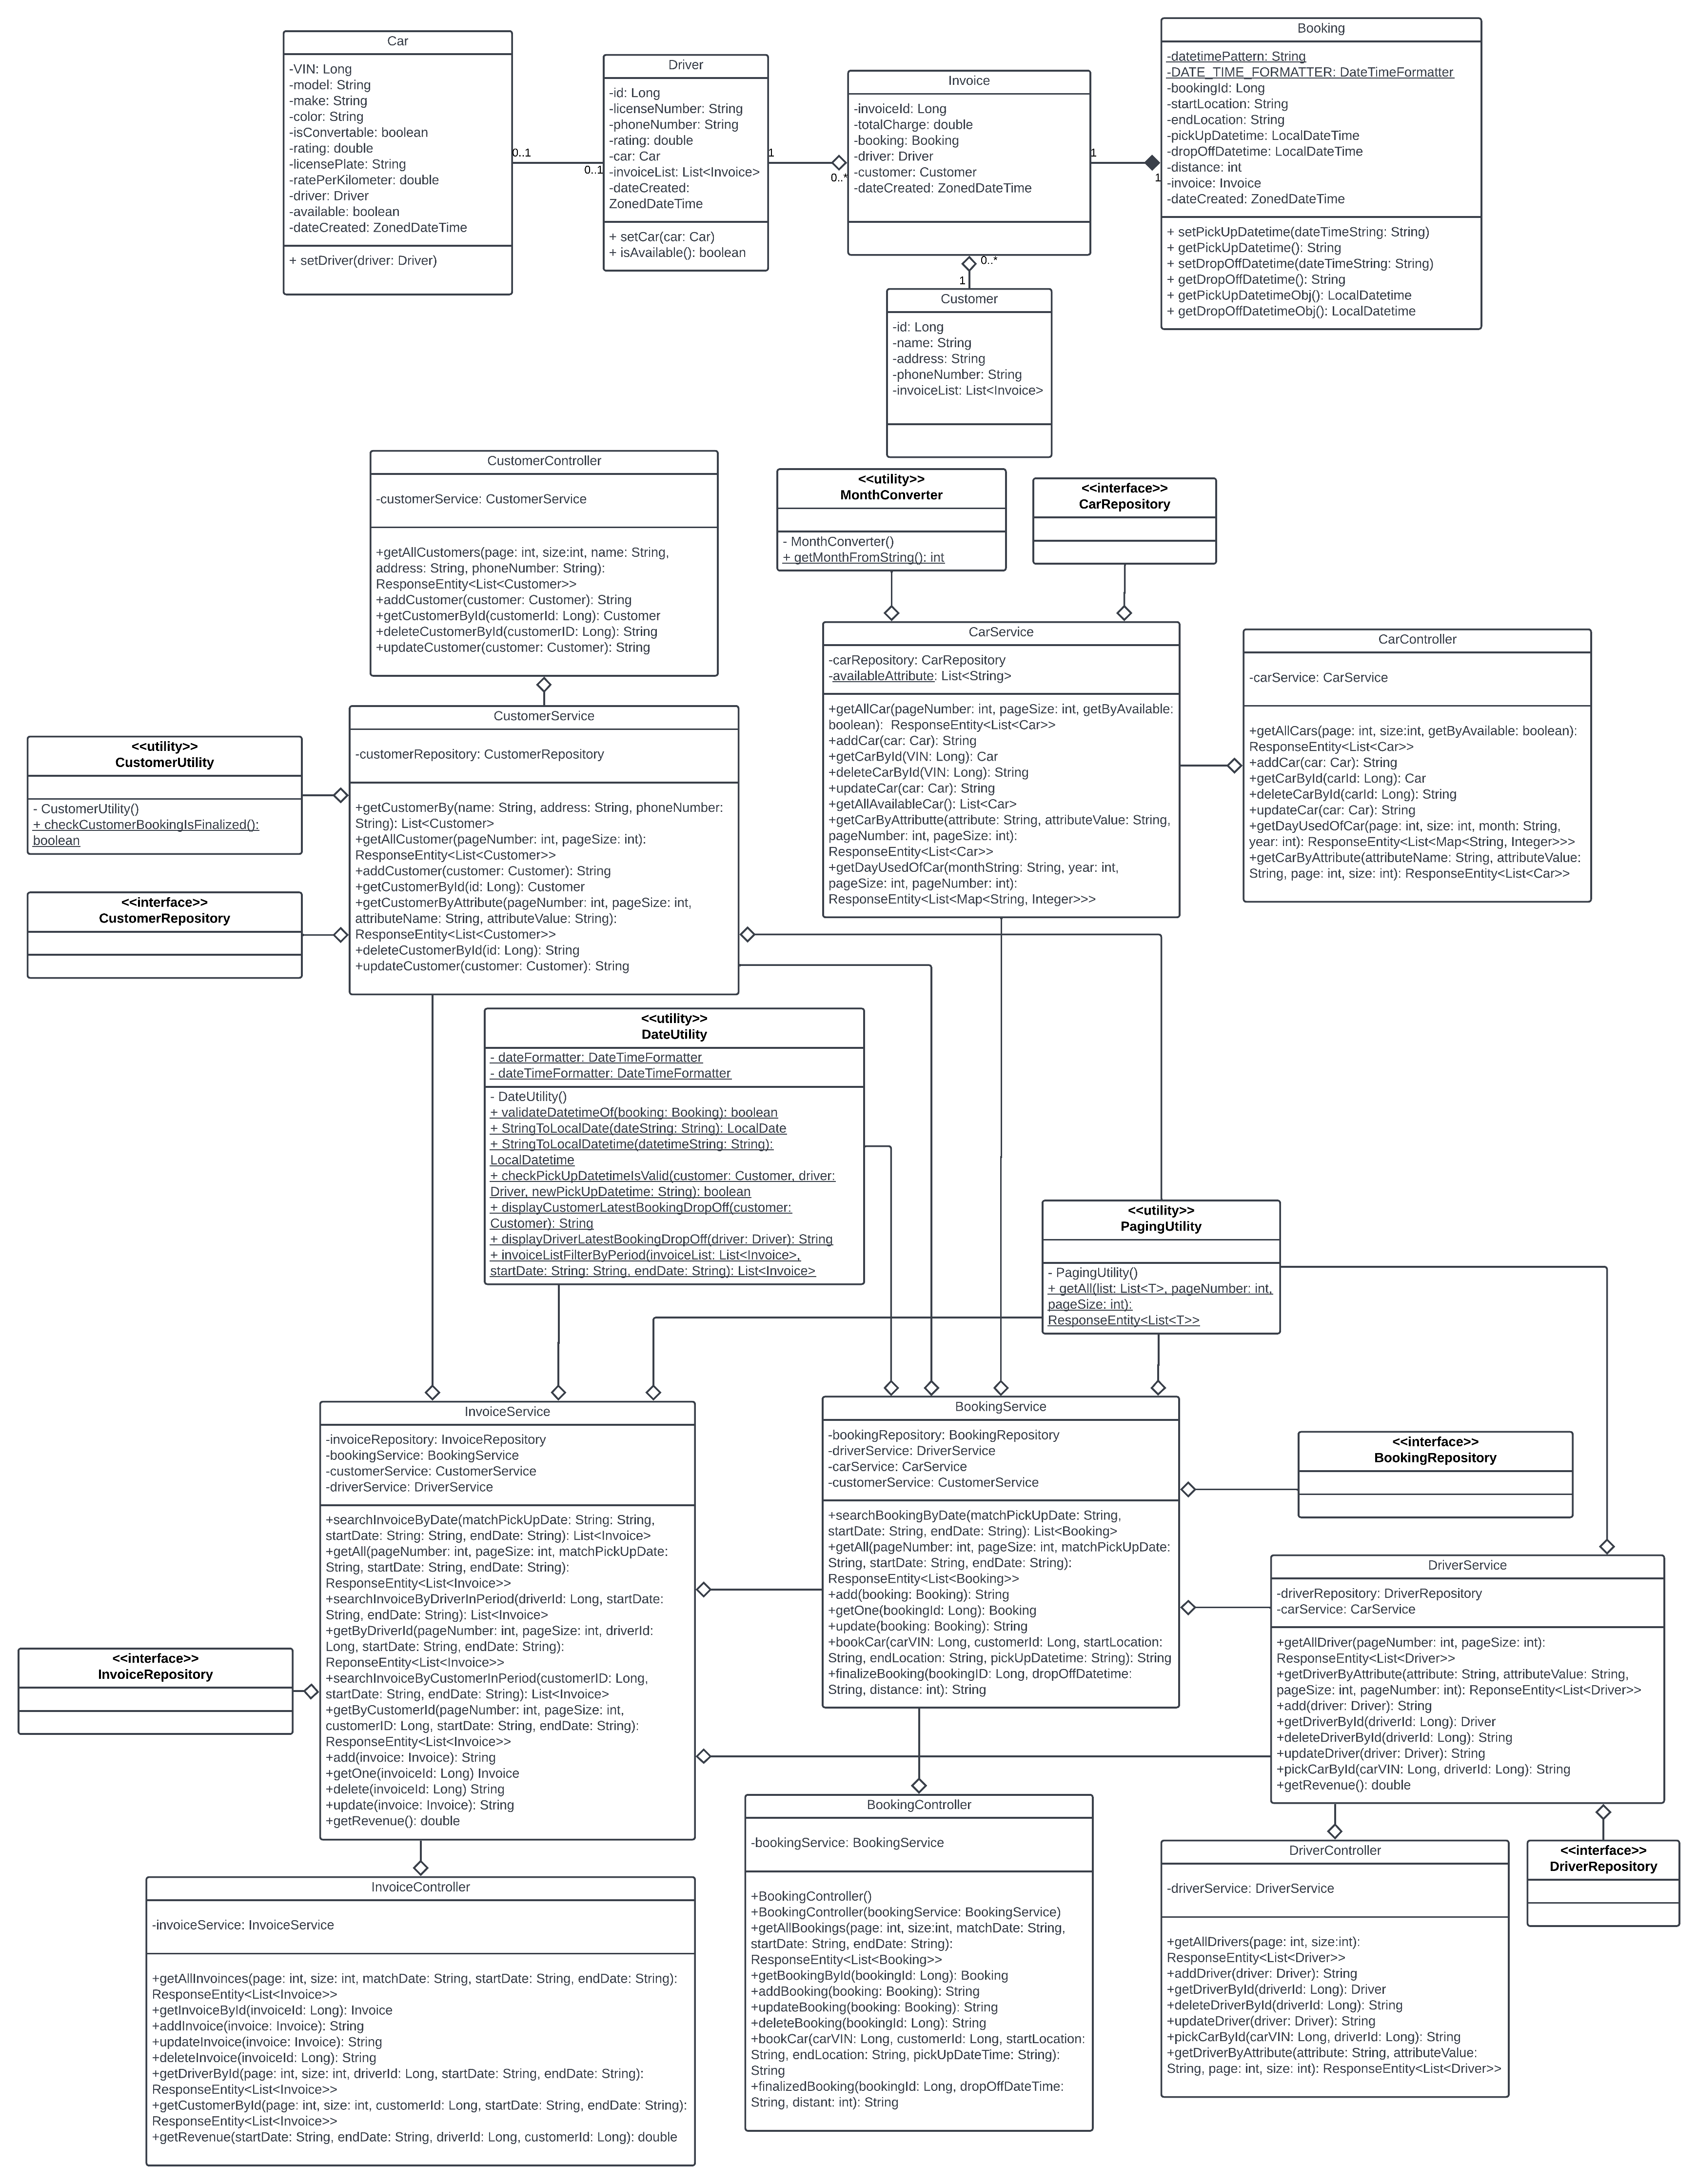 Car
-VIN: Long
-model: String
-make: String
-color: String
-isConvertable: boolean
-rating: double
-licensePlate: String
-ratePerKilometer: double
-driver: Driver
-available: boolean
-dateCreated: ZonedDateTime
+ setDriver(driver: Driver)
0..1
0..1
Driver
-id: Long
-licenseNumber: String
-phoneNumber: String
-rating: double
-car: Car
-invoiceList: List<Invoice>
-dateCreated:
ZonedDateTime
+ setCar(car: Car)
+ isAvailable(): boolean
1
0..*
Invoice
-invoiceId: Long
-totalCharge: double
-booking: Booking
-driver: Driver
-customer: Customer
-dateCreated: ZonedDateTime
1
1
0..*
1
Booking
-datetimePattern: String
-DATE_TIME_FORMATTER: DateTimeFormatter
-bookingId: Long
-startLocation: String
-endLocation: String
-pickUpDatetime: LocalDateTime
-dropOffDatetime: LocalDateTime
-distance: int
-invoice: Invoice
-dateCreated: ZonedDateTime
+ setPickUpDatetime(dateTimeString: String)
+ getPickUpDatetime(): String
+ setDropOffDatetime(dateTimeString: String)
+ getDropOffDatetime(): String
+ getPickUpDatetimeObj(): LocalDatetime
+ getDropOffDatetimeObj(): LocalDatetime
Customer
-id: Long
-name: String
-address: String
-phoneNumber: String
-invoiceList: List<Invoice>
CustomerController
-customerService: CustomerService
+getAllCustomers(page: int, size:int, name: String,
address: String, phoneNumber: String):
ResponseEntity<List<Customer>>
+addCustomer(customer: Customer): String
+getCustomerById(customerId: Long): Customer
+deleteCustomerById(customerID: Long): String
+updateCustomer(customer: Customer): String
<<utility>>
MonthConverter
- MonthConverter()
+ getMonthFromString(): int
<<interface>>
CarRepository
CarService
-carRepository: CarRepository
-availableAttribute: List<String>
+getAllCar(pageNumber: int, pageSize: int, getByAvailable:
boolean):  ResponseEntity<List<Car>>
+addCar(car: Car): String
+getCarById(VIN: Long): Car
+deleteCarById(VIN: Long): String
+updateCar(car: Car): String
+getAllAvailableCar(): List<Car>
+getCarByAttributte(attribute: String, attributeValue: String,
pageNumber: int, pageSize: int):
ResponseEntity<List<Car>>
+getDayUsedOfCar(monthString: String, year: int,
pageSize: int, pageNumber: int):
ResponseEntity<List<Map<String, Integer>>>
CarController
-carService: CarService
+getAllCars(page: int, size:int, getByAvailable: boolean):
ResponseEntity<List<Car>>
+addCar(car: Car): String
+getCarById(carId: Long): Car
+deleteCarById(carId: Long): String
+updateCar(car: Car): String
+getDayUsedOfCar(page: int, size: int, month: String,
year: int): ResponseEntity<List<Map<String, Integer>>>
+getCarByAttribute(attributeName: String, attributeValue:
String, page: int, size: int): ResponseEntity<List<Car>>
CustomerService
-customerRepository: CustomerRepository
+getCustomerBy(name: String, address: String, phoneNumber:
String): List<Customer>
+getAllCustomer(pageNumber: int, pageSize: int):
ResponseEntity<List<Customer>>
+addCustomer(customer: Customer): String
+getCustomerById(id: Long): Customer
+getCustomerByAttribute(pageNumber: int, pageSize: int,
attributeName: String, attributeValue: String):
ResponseEntity<List<Customer>>
+deleteCustomerById(id: Long): String
+updateCustomer(customer: Customer): String
<<utility>>
CustomerUtility
- CustomerUtility()
+ checkCustomerBookingIsFinalized():
boolean
<<interface>>
CustomerRepository
<<utility>>
DateUtility
- dateFormatter: DateTimeFormatter
- dateTimeFormatter: DateTimeFormatter
- DateUtility()
+ validateDatetimeOf(booking: Booking): boolean
+ StringToLocalDate(dateString: String): LocalDate
+ StringToLocalDatetime(datetimeString: String):
LocalDatetime
+ checkPickUpDatetimeIsValid(customer: Customer, driver:
Driver, newPickUpDatetime: String): boolean
+ displayCustomerLatestBookingDropOff(customer:
Customer): String
+ displayDriverLatestBookingDropOff(driver: Driver): String
+ invoiceListFilterByPeriod(invoiceList: List<Invoice>,
startDate: String: String, endDate: String): List<Invoice>
<<utility>>
PagingUtility
- PagingUtility()
+ getAll(list: List<T>, pageNumber: int,
pageSize: int):
ResponseEntity<List<T>>
InvoiceService
-invoiceRepository: InvoiceRepository
-bookingService: BookingService
-customerService: CustomerService
-driverService: DriverService
+searchInvoiceByDate(matchPickUpDate: String: String,
startDate: String: String, endDate: String): List<Invoice>
+getAll(pageNumber: int, pageSize: int, matchPickUpDate:
String, startDate: String, endDate: String):
ResponseEntity<List<Invoice>>
+searchInvoiceByDriverInPeriod(driverId: Long, startDate:
String, endDate: String): List<Invoice>
+getByDriverId(pageNumber: int, pageSize: int, driverId:
Long, startDate: String, endDate: String):
ReponseEntity<List<Invoice>>
+searchInvoiceByCustomerInPeriod(customerID: Long,
startDate: String, endDate: String): List<Invoice>
+getByCustomerId(pageNumber: int, pageSize: int,
customerID: Long, startDate: String, endDate: String):
ResponseEntity<List<Invoice>>
+add(invoice: Invoice): String
+getOne(invoiceId: Long) Invoice
+delete(invoiceId: Long) String
+update(invoice: Invoice): String
+getRevenue(): double
BookingService
-bookingRepository: BookingRepository
-driverService: DriverService
-carService: CarService
-customerService: CustomerService
+searchBookingByDate(matchPickUpDate: String,
startDate: String, endDate: String): List<Booking>
+getAll(pageNumber: int, pageSize: int, matchPickUpDate:
String, startDate: String, endDate: String):
ResponseEntity<List<Booking>>
+add(booking: Booking): String
+getOne(bookingId: Long): Booking
+update(booking: Booking): String
+bookCar(carVIN: Long, customerId: Long, startLocation:
String, endLocation: String, pickUpDatetime: String): String
+finalizeBooking(bookingID: Long, dropOffDatetime:
String, distance: int): String
<<interface>>
BookingRepository
DriverService
-driverRepository: DriverRepository
-carService: CarService
+getAllDriver(pageNumber: int, pageSize: int):
ResponseEntity<List<Driver>>
+getDriverByAttribute(attribute: String, attributeValue: String,
pageSize: int, pageNumber: int): ReponseEntity<List<Driver>>
+add(driver: Driver): String
+getDriverById(driverId: Long): Driver
+deleteDriverById(driverId: Long): String
+updateDriver(driver: Driver): String
+pickCarById(carVIN: Long, driverId: Long): String
+getRevenue(): double
<<interface>>
InvoiceRepository
InvoiceController
-invoiceService: InvoiceService
+getAllInvoinces(page: int, size: int, matchDate: String, startDate: String, endDate: String):
ResponseEntity<List<Invoice>>
+getInvoiceById(invoiceId: Long): Invoice
+addInvoice(invoice: Invoice): String
+updateInvoice(invoice: Invoice): String
+deleteInvoice(invoiceId: Long): String
+getDriverById(page: int, size: int, driverId: Long, startDate: String, endDate: String):
ResponseEntity<List<Invoice>>
+getCustomerById(page: int, size: int, customerId: Long, startDate: String, endDate: String):
ResponseEntity<List<Invoice>>
+getRevenue(startDate: String, endDate: String, driverId: Long, customerId: Long): double
BookingController
-bookingService: BookingService
+BookingController()
+BookingController(bookingService: BookingService)
+getAllBookings(page: int, size:int, matchDate: String,
startDate: String, endDate: String):
ResponseEntity<List<Booking>>
+getBookingById(bookingId: Long): Booking
+addBooking(booking: Booking): String
+updateBooking(booking: Booking): String
+deleteBooking(bookingId: Long): String
+bookCar(carVIN: Long, customerId: Long, startLocation:
String, endLocation: String, pickUpDateTime: String):
String
+finalizedBooking(bookingId: Long, dropOffDateTime:
String, distant: int): String
DriverController
-driverService: DriverService
+getAllDrivers(page: int, size:int):
ResponseEntity<List<Driver>>
+addDriver(driver: Driver): String
+getDriverById(driverId: Long): Driver
+deleteDriverById(driverId: Long): String
+updateDriver(driver: Driver): String
+pickCarById(carVIN: Long, driverId: Long): String
+getDriverByAttribute(attribute: String, attributeValue:
String, page: int, size: int): ResponseEntity<List<Driver>>
<<interface>>
DriverRepository